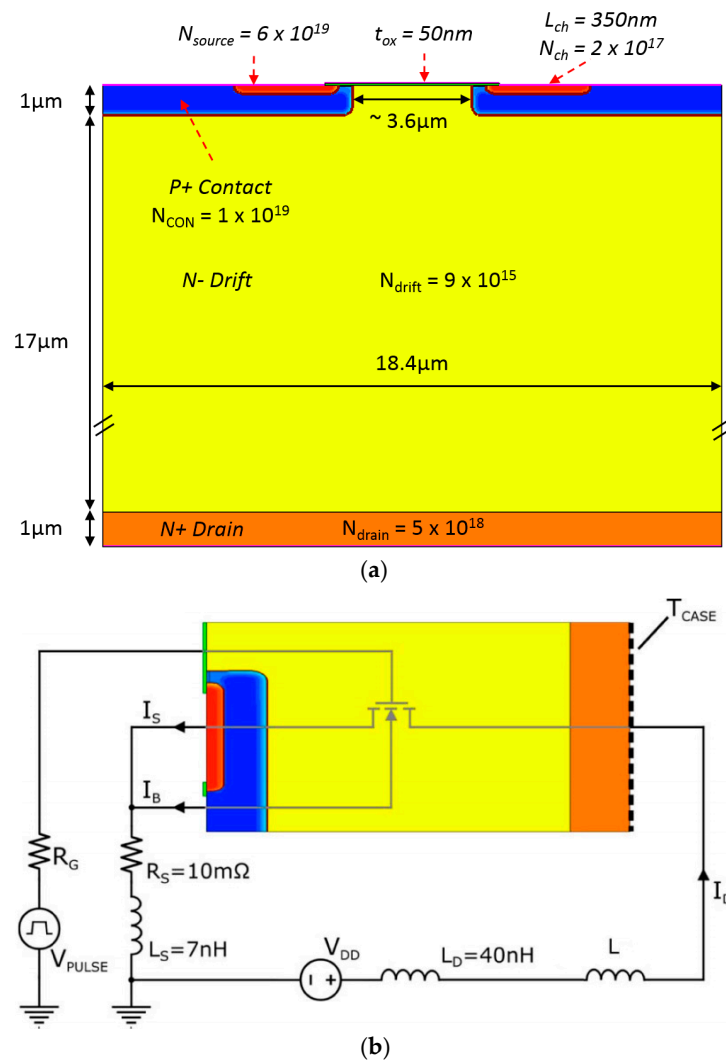 N_source = 6 x 10^19
t_ox = 50nm
L_ch = 350nm
N_ch = 2 x 10^17
1μm
~ 3.6μm
P+ Contact
N_CON = 1 x 10^19
N- Drift
N_drift = 9 x 10^15
17μm
18.4μm
1μm
N+ Drain
N_drain = 5 x 10^18
(a)
T_CASE
I_S
I_B
R_G
R_S=10mΩ
I_D
V_PULSE
L_S=7nH
V_DD
L_D=40nH
L
(b)